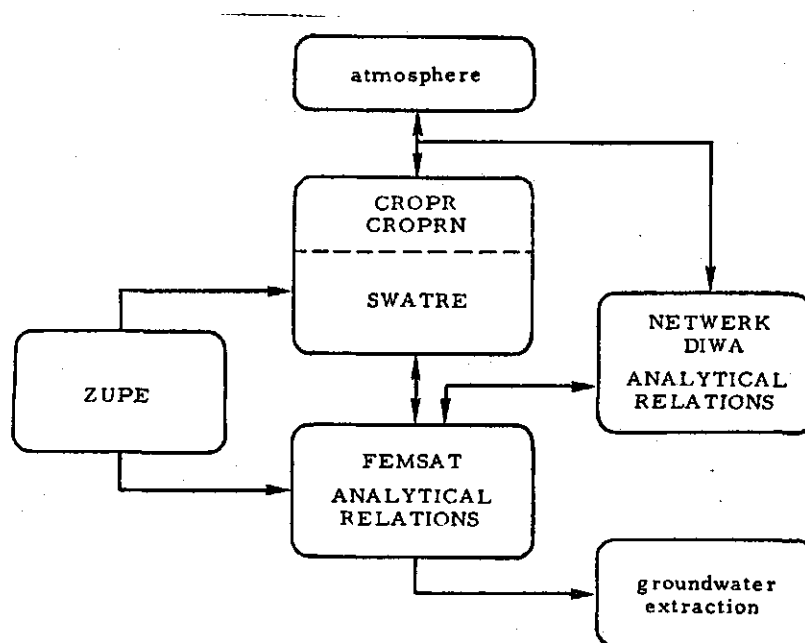 atmosphere
CROPR
CROPRN
SWATRE
ZUPE
NETWERK
DIWA
ANALYTICAL
RELATIONS
FEMSAT
ANALYTICAL
RELATIONS
groundwater
extraction